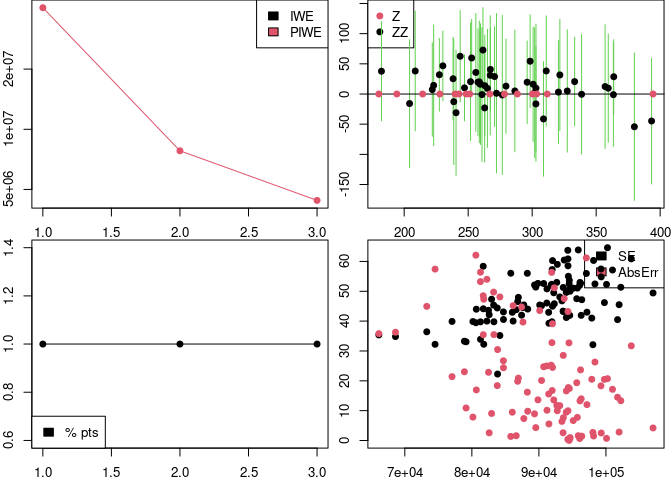 IWE
PIWE
5e+06 1e+07 2e+07
1.0 1.5 2.0 2.5 3.0
Z
ZZ
-150 -50 0 50 150
200 250 300 350 400
% pts
0.6 0.8 1.0 1.2 1.4
1.0 1.5 2.0 2.5 3.0
SE
AbsErr
0 10 20 30 40 50 60
7e+04 8e+04 9e+04 1e+05